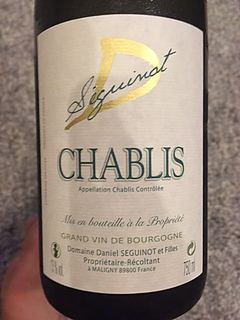 D
Séguinot
CHABLIS
Appellation Chablis Contrôlée
Mis en bouteille à la Propriété
GRAND VIN DE BOURGOGNE
Domaine Daniel SEGUINOT et Filles
Propriétaire-Récoltant
à MALIGNY 89800 France
750 ml